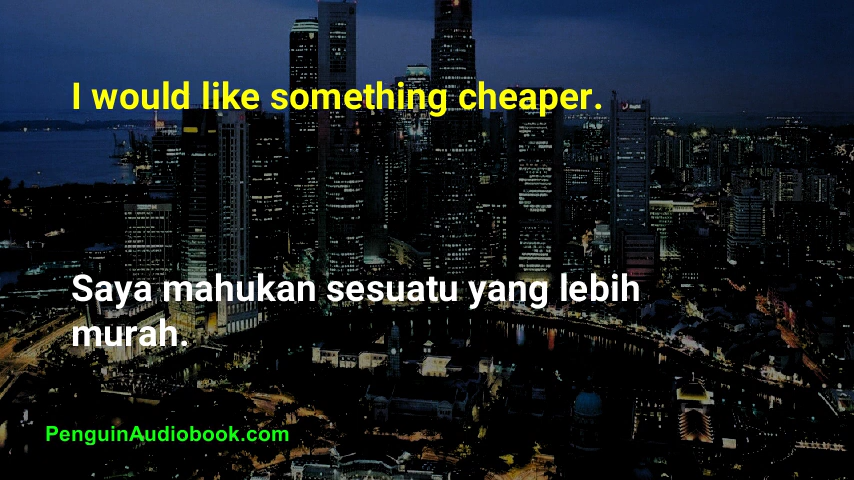 I would like something cheaper.
Saya mahukan sesuatu yang lebih
murah.
PenguinAudiobook.com